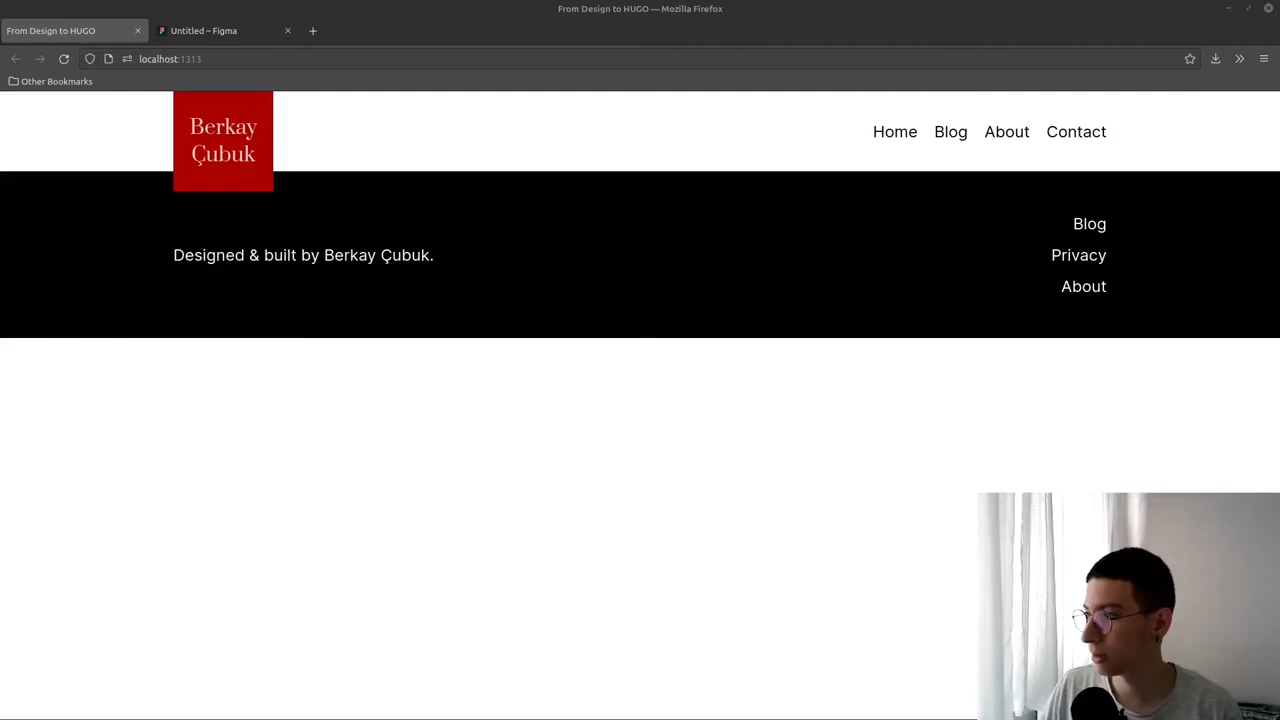 From Design to HUGO — Mozilla Firefox
From Design to HUGO
Untitled – Figma
localhost:1313
Other Bookmarks
Berkay
Çubuk
Home Blog About Contact
Blog
Designed & built by Berkay Çubuk.
Privacy
About